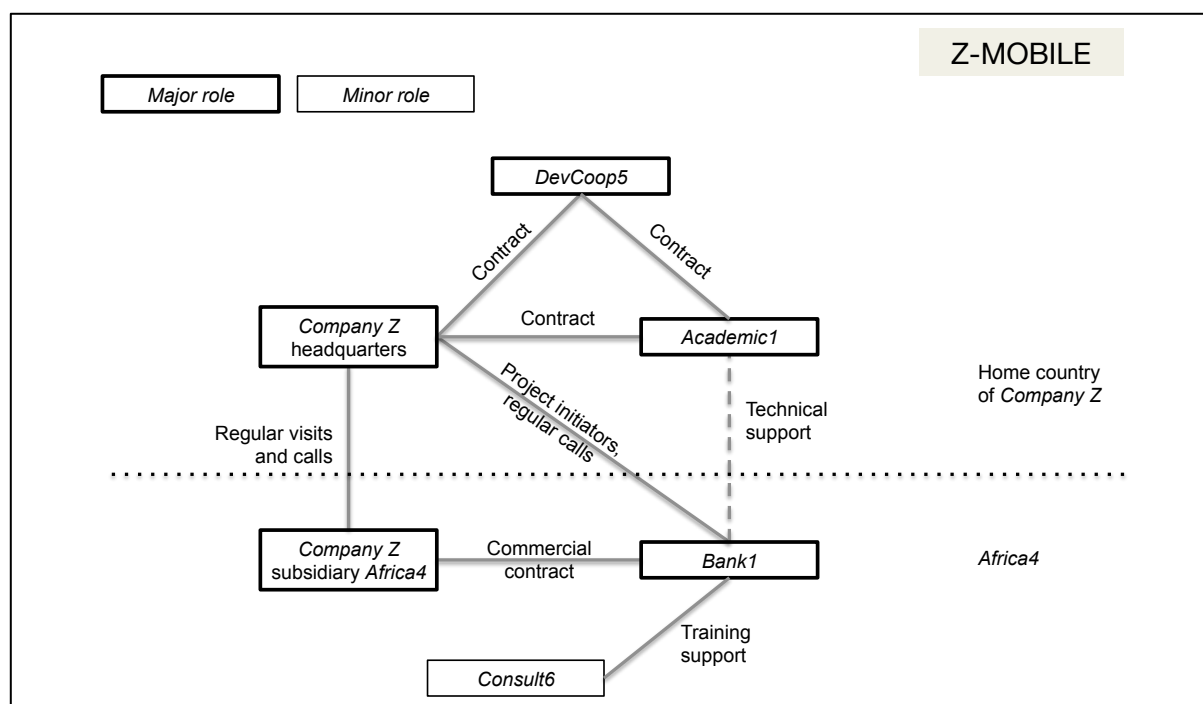 Z-MOBILE
Major role
Minor role
DevCoop5
Contract
Contract
Company Z
headquarters
Contract
Academic1
Project initiators,
regular calls
Technical
support
Home country
of Company Z
Regular visits
and calls
Company Z
subsidiary Africa4
Commercial
contract
Bank1
Africa4
Training
support
Consult6